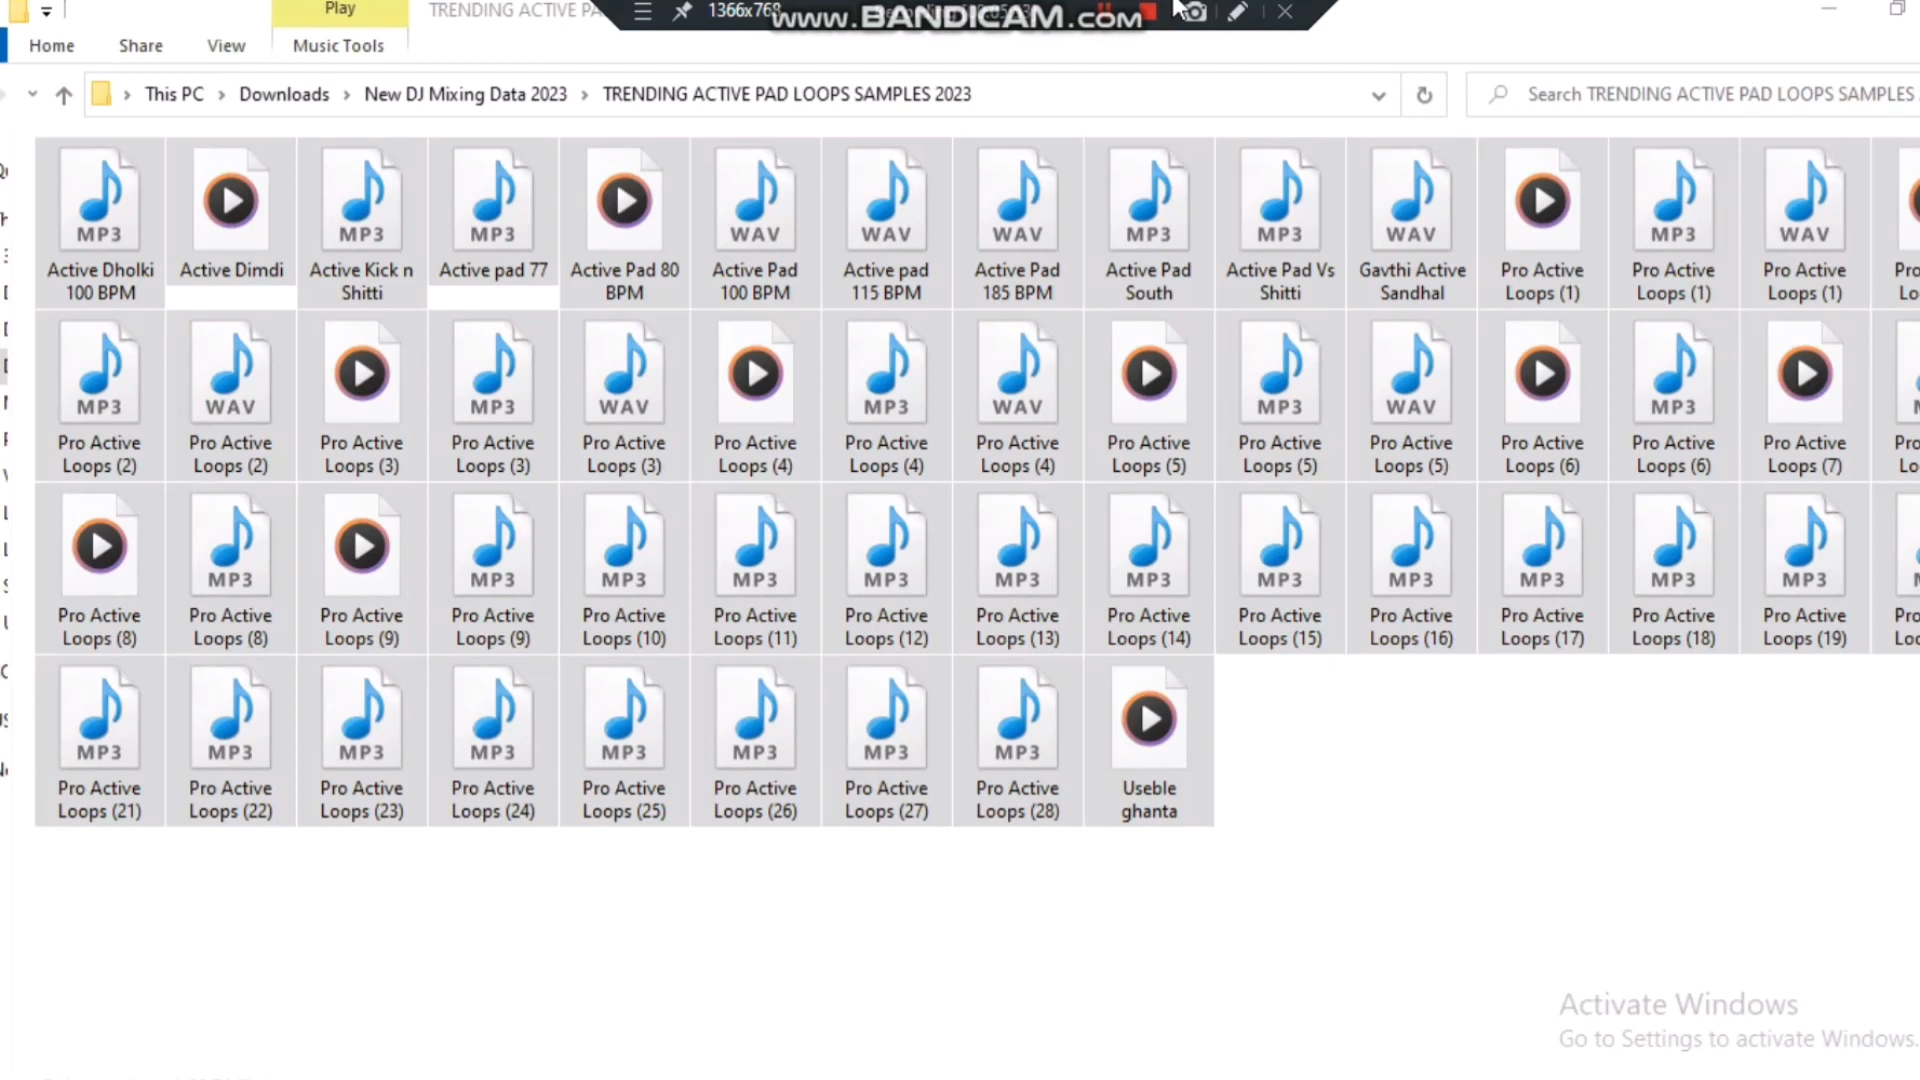 Play
TRENDING ACTIVE PA
1366x768
www.BANDICAM.com
Home Share View Music Tools
This PC › Downloads › New DJ Mixing Data 2023 › TRENDING ACTIVE PAD LOOPS SAMPLES 2023
Search TRENDING ACTIVE PAD LOOPS SAMPLES
MP3 MP3 MP3 WAV WAV WAV MP3 MP3 WAV MP3 WAV
Active Dholki Active Dimdi Active Kick n Active pad 77 Active Pad 80 Active Pad Active pad Active Pad Active Pad Active Pad Vs Gavthi Active Pro Active Pro Active Pro Active Pro
100 BPM Shitti BPM 100 BPM 115 BPM 185 BPM South Shitti Sandhal Loops (1) Loops (1) Loops (1) Lo
MP3 WAV MP3 WAV MP3 WAV MP3 WAV MP3
Pro Active Pro Active Pro Active Pro Active Pro Active Pro Active Pro Active Pro Active Pro Active Pro Active Pro Active Pro Active Pro Active Pro Active Pro
Loops (2) Loops (2) Loops (3) Loops (3) Loops (3) Loops (4) Loops (4) Loops (4) Loops (5) Loops (5) Loops (5) Loops (6) Loops (6) Loops (7) Loo
MP3 MP3 MP3 MP3 MP3 MP3 MP3 MP3 MP3 MP3 MP3 MP3
Pro Active Pro Active Pro Active Pro Active Pro Active Pro Active Pro Active Pro Active Pro Active Pro Active Pro Active Pro Active Pro Active Pro Active Pro
Loops (8) Loops (8) Loops (9) Loops (9) Loops (10) Loops (11) Loops (12) Loops (13) Loops (14) Loops (15) Loops (16) Loops (17) Loops (18) Loops (19) Loo
MP3 MP3 MP3 MP3 MP3 MP3 MP3 MP3
Pro Active Pro Active Pro Active Pro Active Pro Active Pro Active Pro Active Pro Active Useble
Loops (21) Loops (22) Loops (23) Loops (24) Loops (25) Loops (26) Loops (27) Loops (28) ghanta
Activate Windows
Go to Settings to activate Windows.